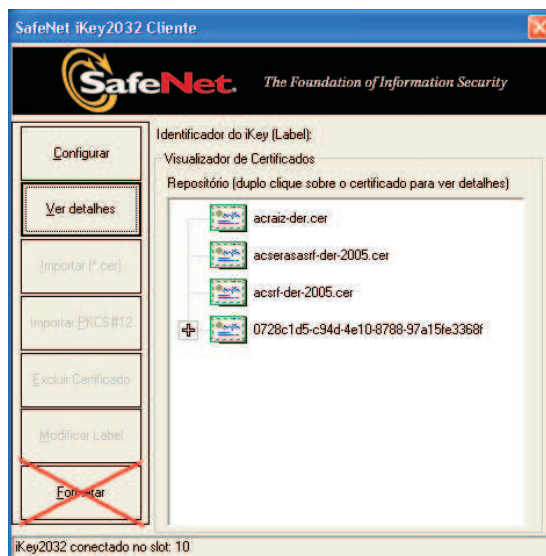 SafeNet iKey2032 Cliente
SafeNet. The Foundation of Information Security
Configurar
Ver detalhes
Importar (*.cer)
Importar PKCS#12
Excluir Certificado
Modificar Label
Formatar
Identificador do iKey (Label):
Visualizador de Certificados
Repositório (duplo clique sobre o certificado para ver detalhes)
acraiz-der.cer
acserasasrf-der-2005.cer
acsrf-der-2005.cer
0728c1d5-c94d-4e10-8788-97a15fe3368f
iKey2032 conectado no slot: 10